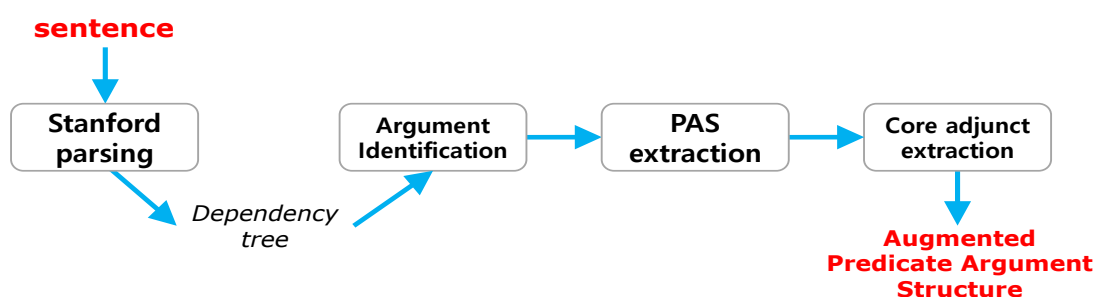 sentence
Stanford
parsing
Dependency
tree
Argument
Identification
PAS
extraction
Core adjunct
extraction
Augmented
Predicate Argument
Structure